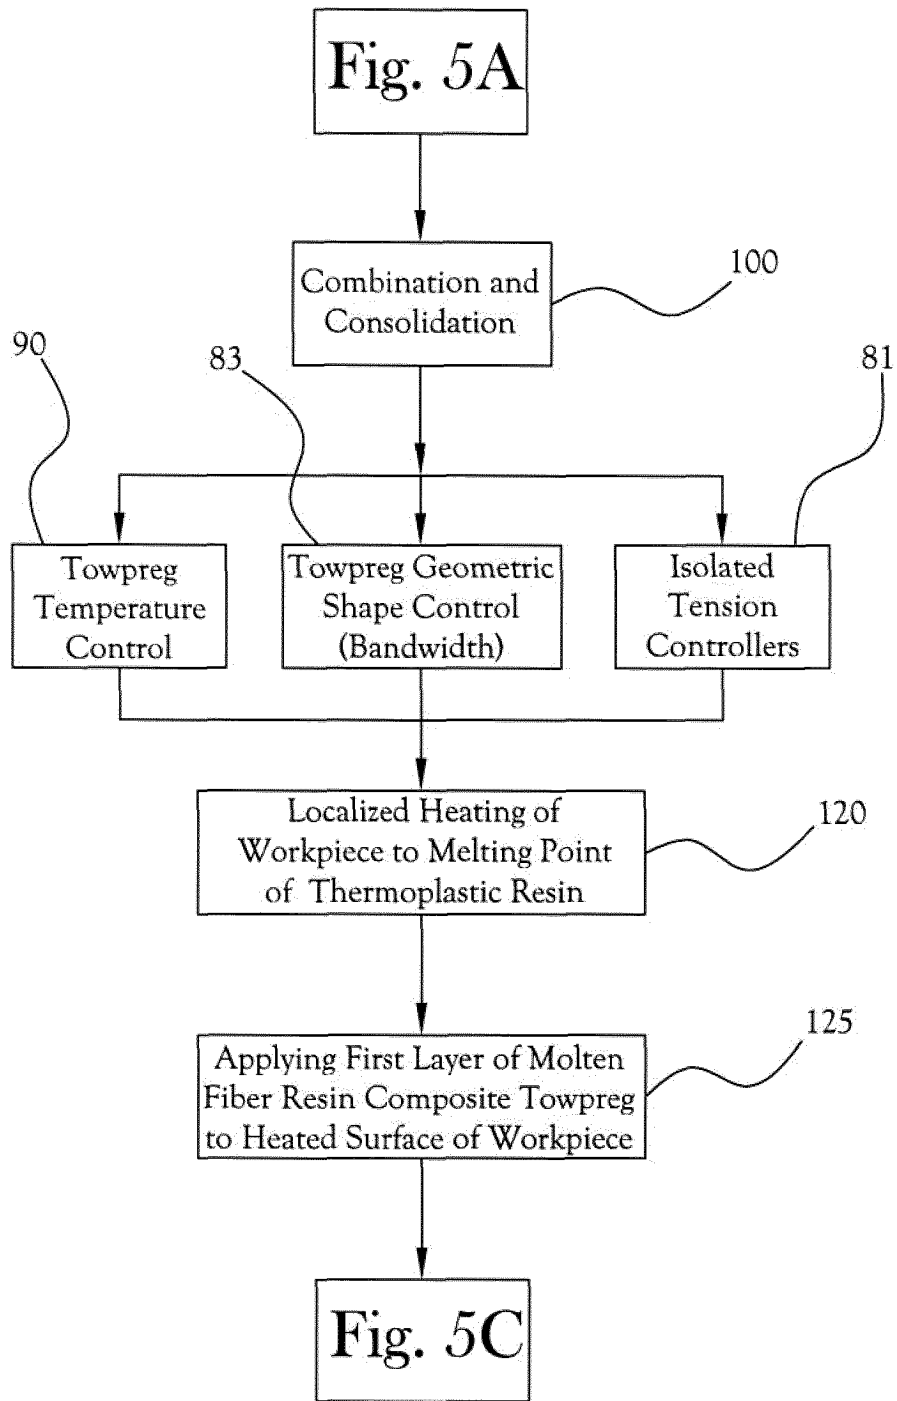 Fig. 5A
Combination and
Consolidation
100
90
83
81
Towpreg
Temperature
Control
Towpreg Geometric
Shape Control
(Bandwidth)
Isolated
Tension
Controllers
Localized Heating of
Workpiece to Melting Point
of Thermoplastic Resin
120
Applying First Layer of Molten
Fiber Resin Composite Towpreg
to Heated Surface of Workpiece
125
Fig. 5C